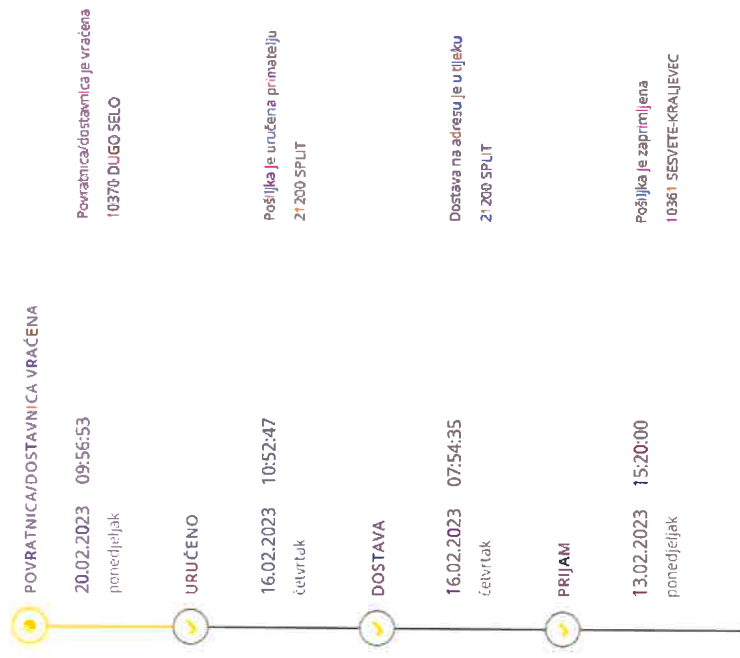 POVRATNICA/DOSTAVNICA VRAĆENA
20.02.2023 09:56:53 Povratnica/dostavnica je vraćena
ponedjeljak 10370 DUGO SELO
URUČENO
16.02.2023 10:52:47 Pošiljka je uručena primatelju
četvrtak 21200 SPLIT
DOSTAVA
16.02.2023 07:54:35 Dostava na adresu je u tijeku
četvrtak 21200 SPLIT
PRIJAM
13.02.2023 15:20:00 Pošiljka je zaprimljena
ponedjeljak 10361 SESVETE-KRALJEVEC